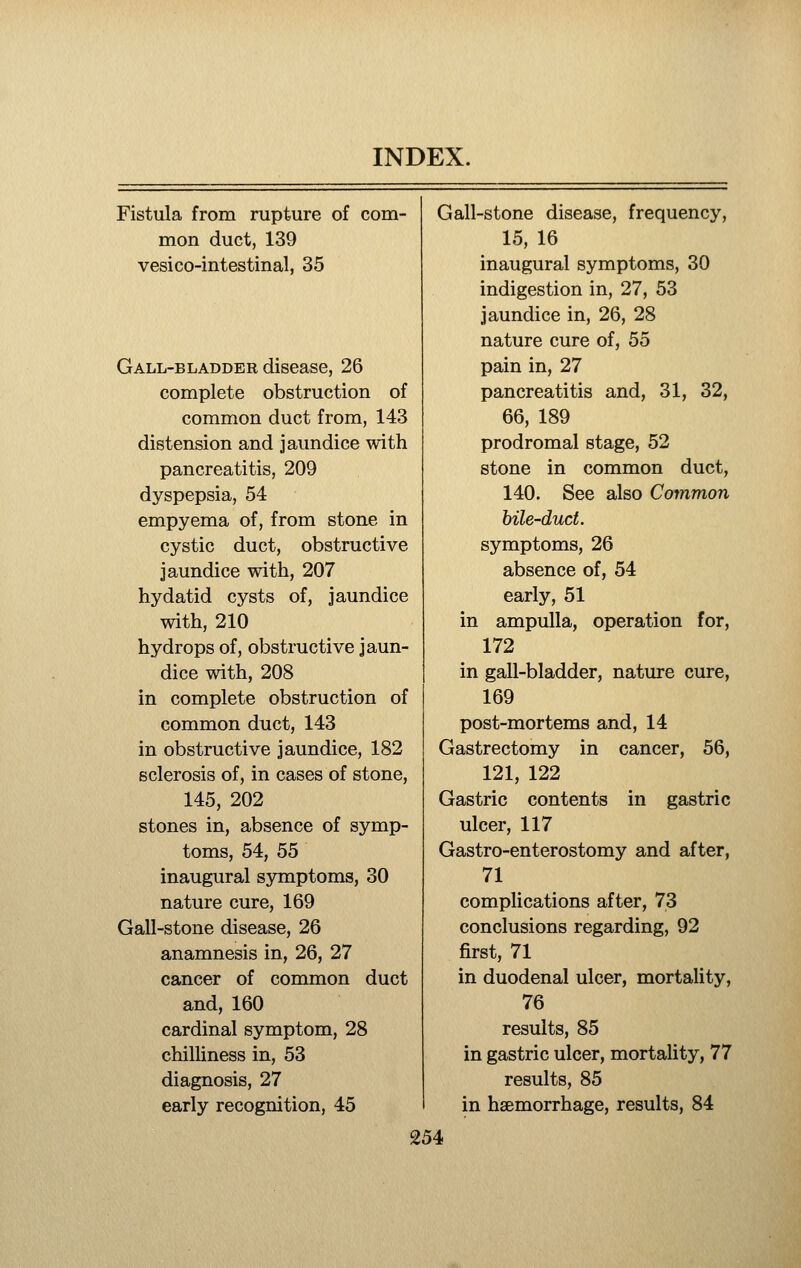 INDEX.
Fistula from rupture of com-
mon duct, 139
vesico-intestinal, 35
GALL-BLADDER disease, 26
complete obstruction of
common duct from, 143
distension and jaundice with
pancreatitis, 209
dyspepsia, 54
empyema of, from stone in
cystic duct, obstructive
jaundice with, 207
hydatid cysts of, jaundice
with, 210
hydrops of, obstructive jaun-
dice with, 208
in complete obstruction of
common duct, 143
in obstructive jaundice, 182
sclerosis of, in cases of stone,
145, 202
stones in, absence of symp-
toms, 54, 55
inaugural symptoms, 30
nature cure, 169
Gall-stone disease, 26
anamnesis in, 26, 27
cancer of common duct
and, 160
cardinal symptom, 28
chilliness in, 53
diagnosis, 27
early recognition, 45
Gall-stone disease, frequency,
15, 16
inaugural symptoms, 30
indigestion in, 27, 53
jaundice in, 26, 28
nature cure of, 55
pain in, 27
pancreatitis and, 31, 32,
66, 189
prodromal stage, 52
stone in common duct,
140. See also Common
bile-duct.
symptoms, 26
absence of, 54
early, 51
in ampulla, operation for,
172
in gall-bladder, nature cure,
169
post-mortems and, 14
Gastrectomy in cancer, 56,
121, 122
Gastric contents in gastric
ulcer, 117
Gastro-enterostomy and after,
71
complications after, 73
conclusions regarding, 92
first, 71
in duodenal ulcer, mortality,
76
results, 85
in gastric ulcer, mortality, 77
results, 85
in hæmorrhage, results, 84
254